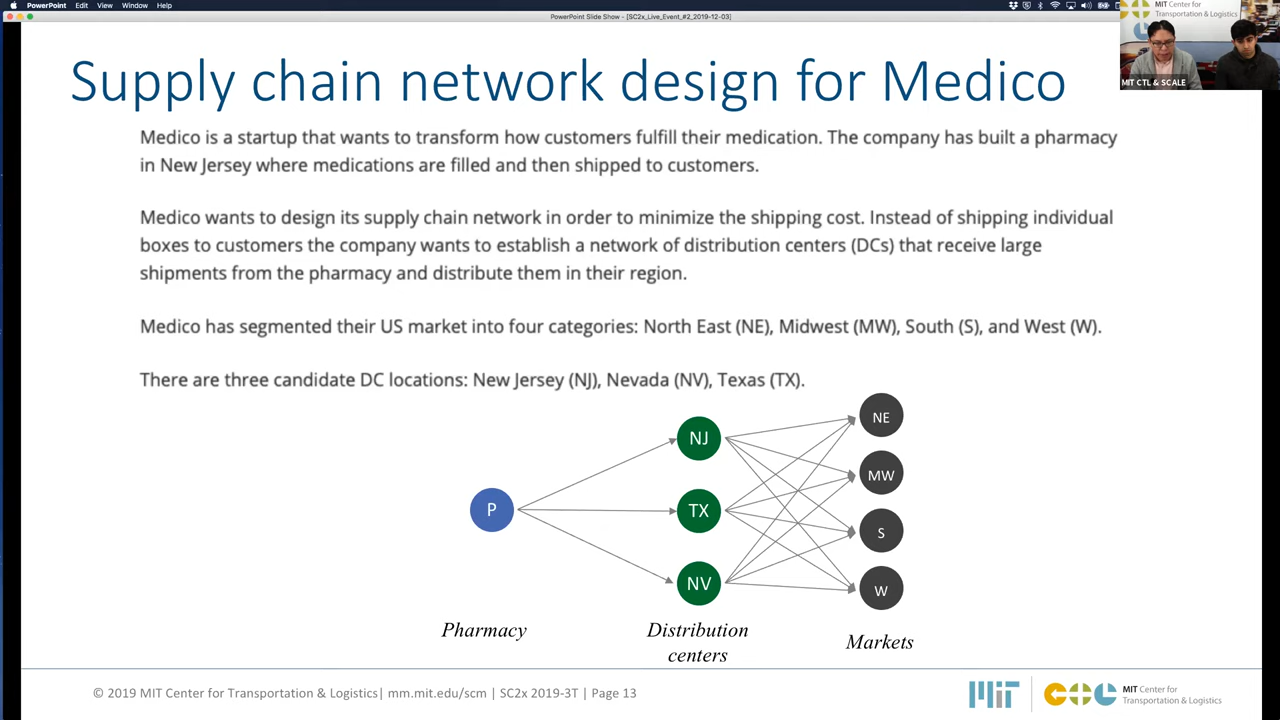 PowerPoint File Edit View Window Help
PowerPoint Slide Show - [SC2x_Live_Event_#2_2019-12-03]
MIT Center for
Transportation & Logistics
MIT CTL & SCALE
Supply chain network design for Medico
Medico is a startup that wants to transform how customers fulfill their medication. The company has built a pharmacy
in New Jersey where medications are filled and then shipped to customers.
Medico wants to design its supply chain network in order to minimize the shipping cost. Instead of shipping individual
boxes to customers the company wants to establish a network of distribution centers (DCs) that receive large
shipments from the pharmacy and distribute them in their region.
Medico has segmented their US market into four categories: North East (NE), Midwest (MW), South (S), and West (W).
There are three candidate DC locations: New Jersey (NJ), Nevada (NV), Texas (TX).
P
NJ
TX
NV
NE
MW
S
W
Pharmacy
Distribution
centers
Markets
© 2019 MIT Center for Transportation & Logistics| mm.mit.edu/scm | SC2x 2019-3T | Page 13
MIT
CTL
MIT Center for
Transportation & Logistics